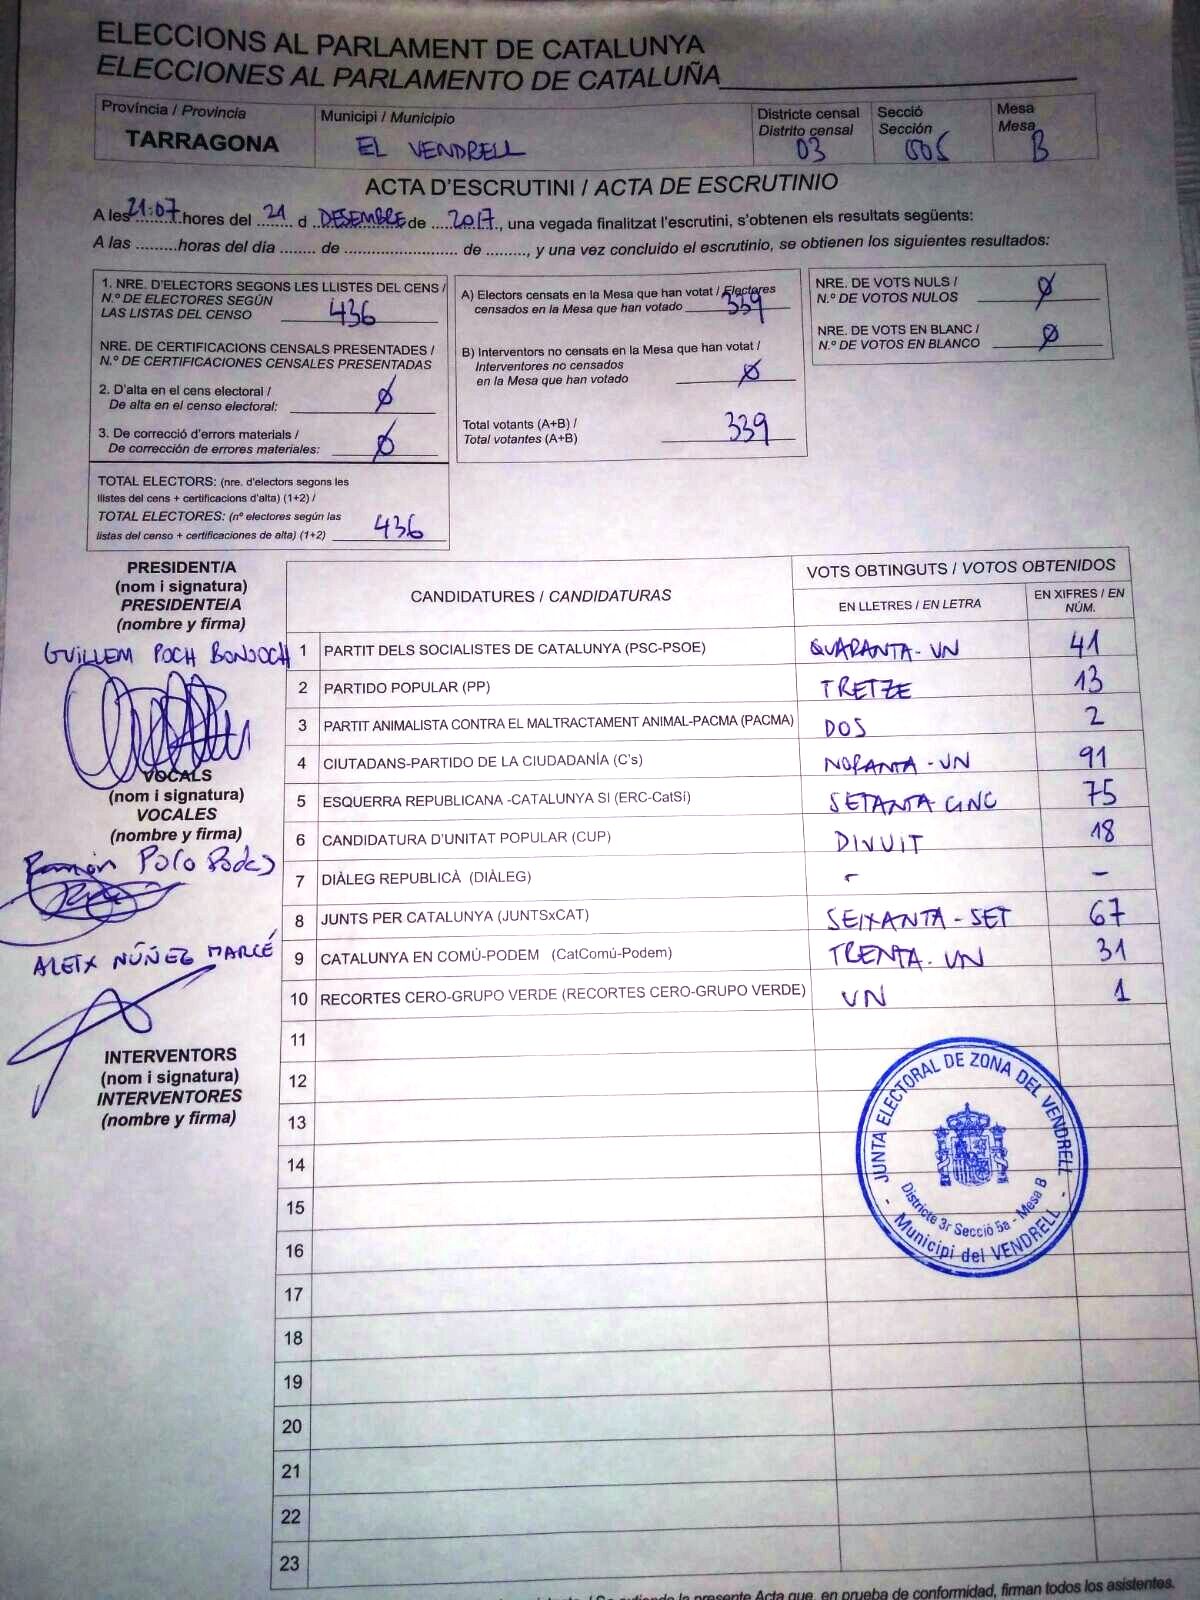 ELECCIONS AL PARLAMENT DE CATALUNYA
ELECCIONES AL PARLAMENTO DE CATALUÑA
Província / Provincia
TARRAGONA
Municipi / Municipio
EL VENDRELL
Districte censal
Distrito censal
03
Secció
Sección
005
Mesa
Mesa
B
ACTA D'ESCRUTINI / ACTA DE ESCRUTINIO
A les 21:07 hores del 21 d DESEMBRE de 2017, una vegada finalitzat l'escrutini, s'obtenen els resultats següents:
A las .........horas del día ........ de ......................... de ........., y una vez concluido el escrutinio, se obtienen los siguientes resultados:
1. NRE. D'ELECTORS SEGONS LES LLISTES DEL CENS /
N.º DE ELECTORES SEGÚN
LAS LISTAS DEL CENSO 436
NRE. DE CERTIFICACIONS CENSALS PRESENTADES /
N.º DE CERTIFICACIONES CENSALES PRESENTADAS
2. D'alta en el cens electoral /
De alta en el censo electoral: Ø
3. De correcció d'errors materials /
De corrección de errores materiales: Ø
TOTAL ELECTORS: (nre. d'electors segons les
llistes del cens + certificacions d'alta) (1+2) /
TOTAL ELECTORES: (nº electores según las
listas del censo + certificaciones de alta) (1+2) 436
A) Electors censats en la Mesa que han votat / Electores
censados en la Mesa que han votado 339
B) Interventors no censats en la Mesa que han votat /
Interventores no censados
en la Mesa que han votado Ø
Total votants (A+B) /
Total votantes (A+B) 339
NRE. DE VOTS NULS /
N.º DE VOTOS NULOS Ø
NRE. DE VOTS EN BLANC /
N.º DE VOTOS EN BLANCO Ø
PRESIDENT/A
(nom i signatura)
PRESIDENTE/A
(nombre y firma)
GUILLEM POCH BONJOCH
VOCALS
(nom i signatura)
VOCALES
(nombre y firma)
Ramón Polo
ALEIX NÚÑEZ MARCÉ
INTERVENTORS
(nom i signatura)
INTERVENTORES
(nombre y firma)
CANDIDATURES / CANDIDATURAS
VOTS OBTINGUTS / VOTOS OBTENIDOS
EN LLETRES / EN LETRA
EN XIFRES / EN
NÚM.
1 PARTIT DELS SOCIALISTES DE CATALUNYA (PSC-PSOE) QUARANTA-UN 41
2 PARTIDO POPULAR (PP) TRETZE 13
3 PARTIT ANIMALISTA CONTRA EL MALTRACTAMENT ANIMAL-PACMA (PACMA) DOS 2
4 CIUTADANS-PARTIDO DE LA CIUDADANÍA (C's) NORANTA-UN 91
5 ESQUERRA REPUBLICANA -CATALUNYA SI (ERC-CatSí) SETANTA CINC 75
6 CANDIDATURA D'UNITAT POPULAR (CUP) DIVUIT 18
7 DIÀLEG REPUBLICÀ (DIÀLEG) - -
8 JUNTS PER CATALUNYA (JUNTSxCAT) SEIXANTA-SET 67
9 CATALUNYA EN COMÚ-PODEM (CatComú-Podem) TRENTA-UN 31
10 RECORTES CERO-GRUPO VERDE (RECORTES CERO-GRUPO VERDE) UN 1
11
12
13
14
15
16
17
18
19
20
21
22
23
JUNTA ELECTORAL DE ZONA DEL VENDRELL
Districte 3r Secció 5a - Mesa B
- Municipi del VENDRELL -
la presente Acta que, en prueba de conformidad, firman todos los asistentes.